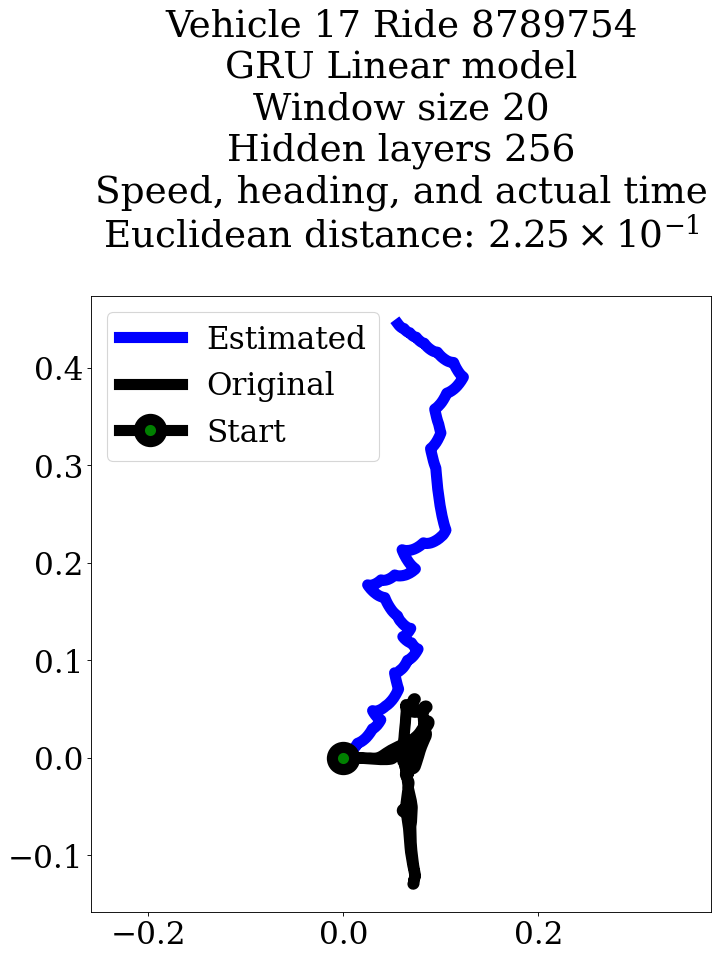 Vehicle 17 Ride 8789754
GRU Linear model
Window size 20
Hidden layers 256
Speed, heading, and actual time
Euclidean distance: 2.25 × 10⁻¹
Estimated
Original
Start
0.4
0.3
0.2
0.1
0.0
−0.1
−0.2 0.0 0.2